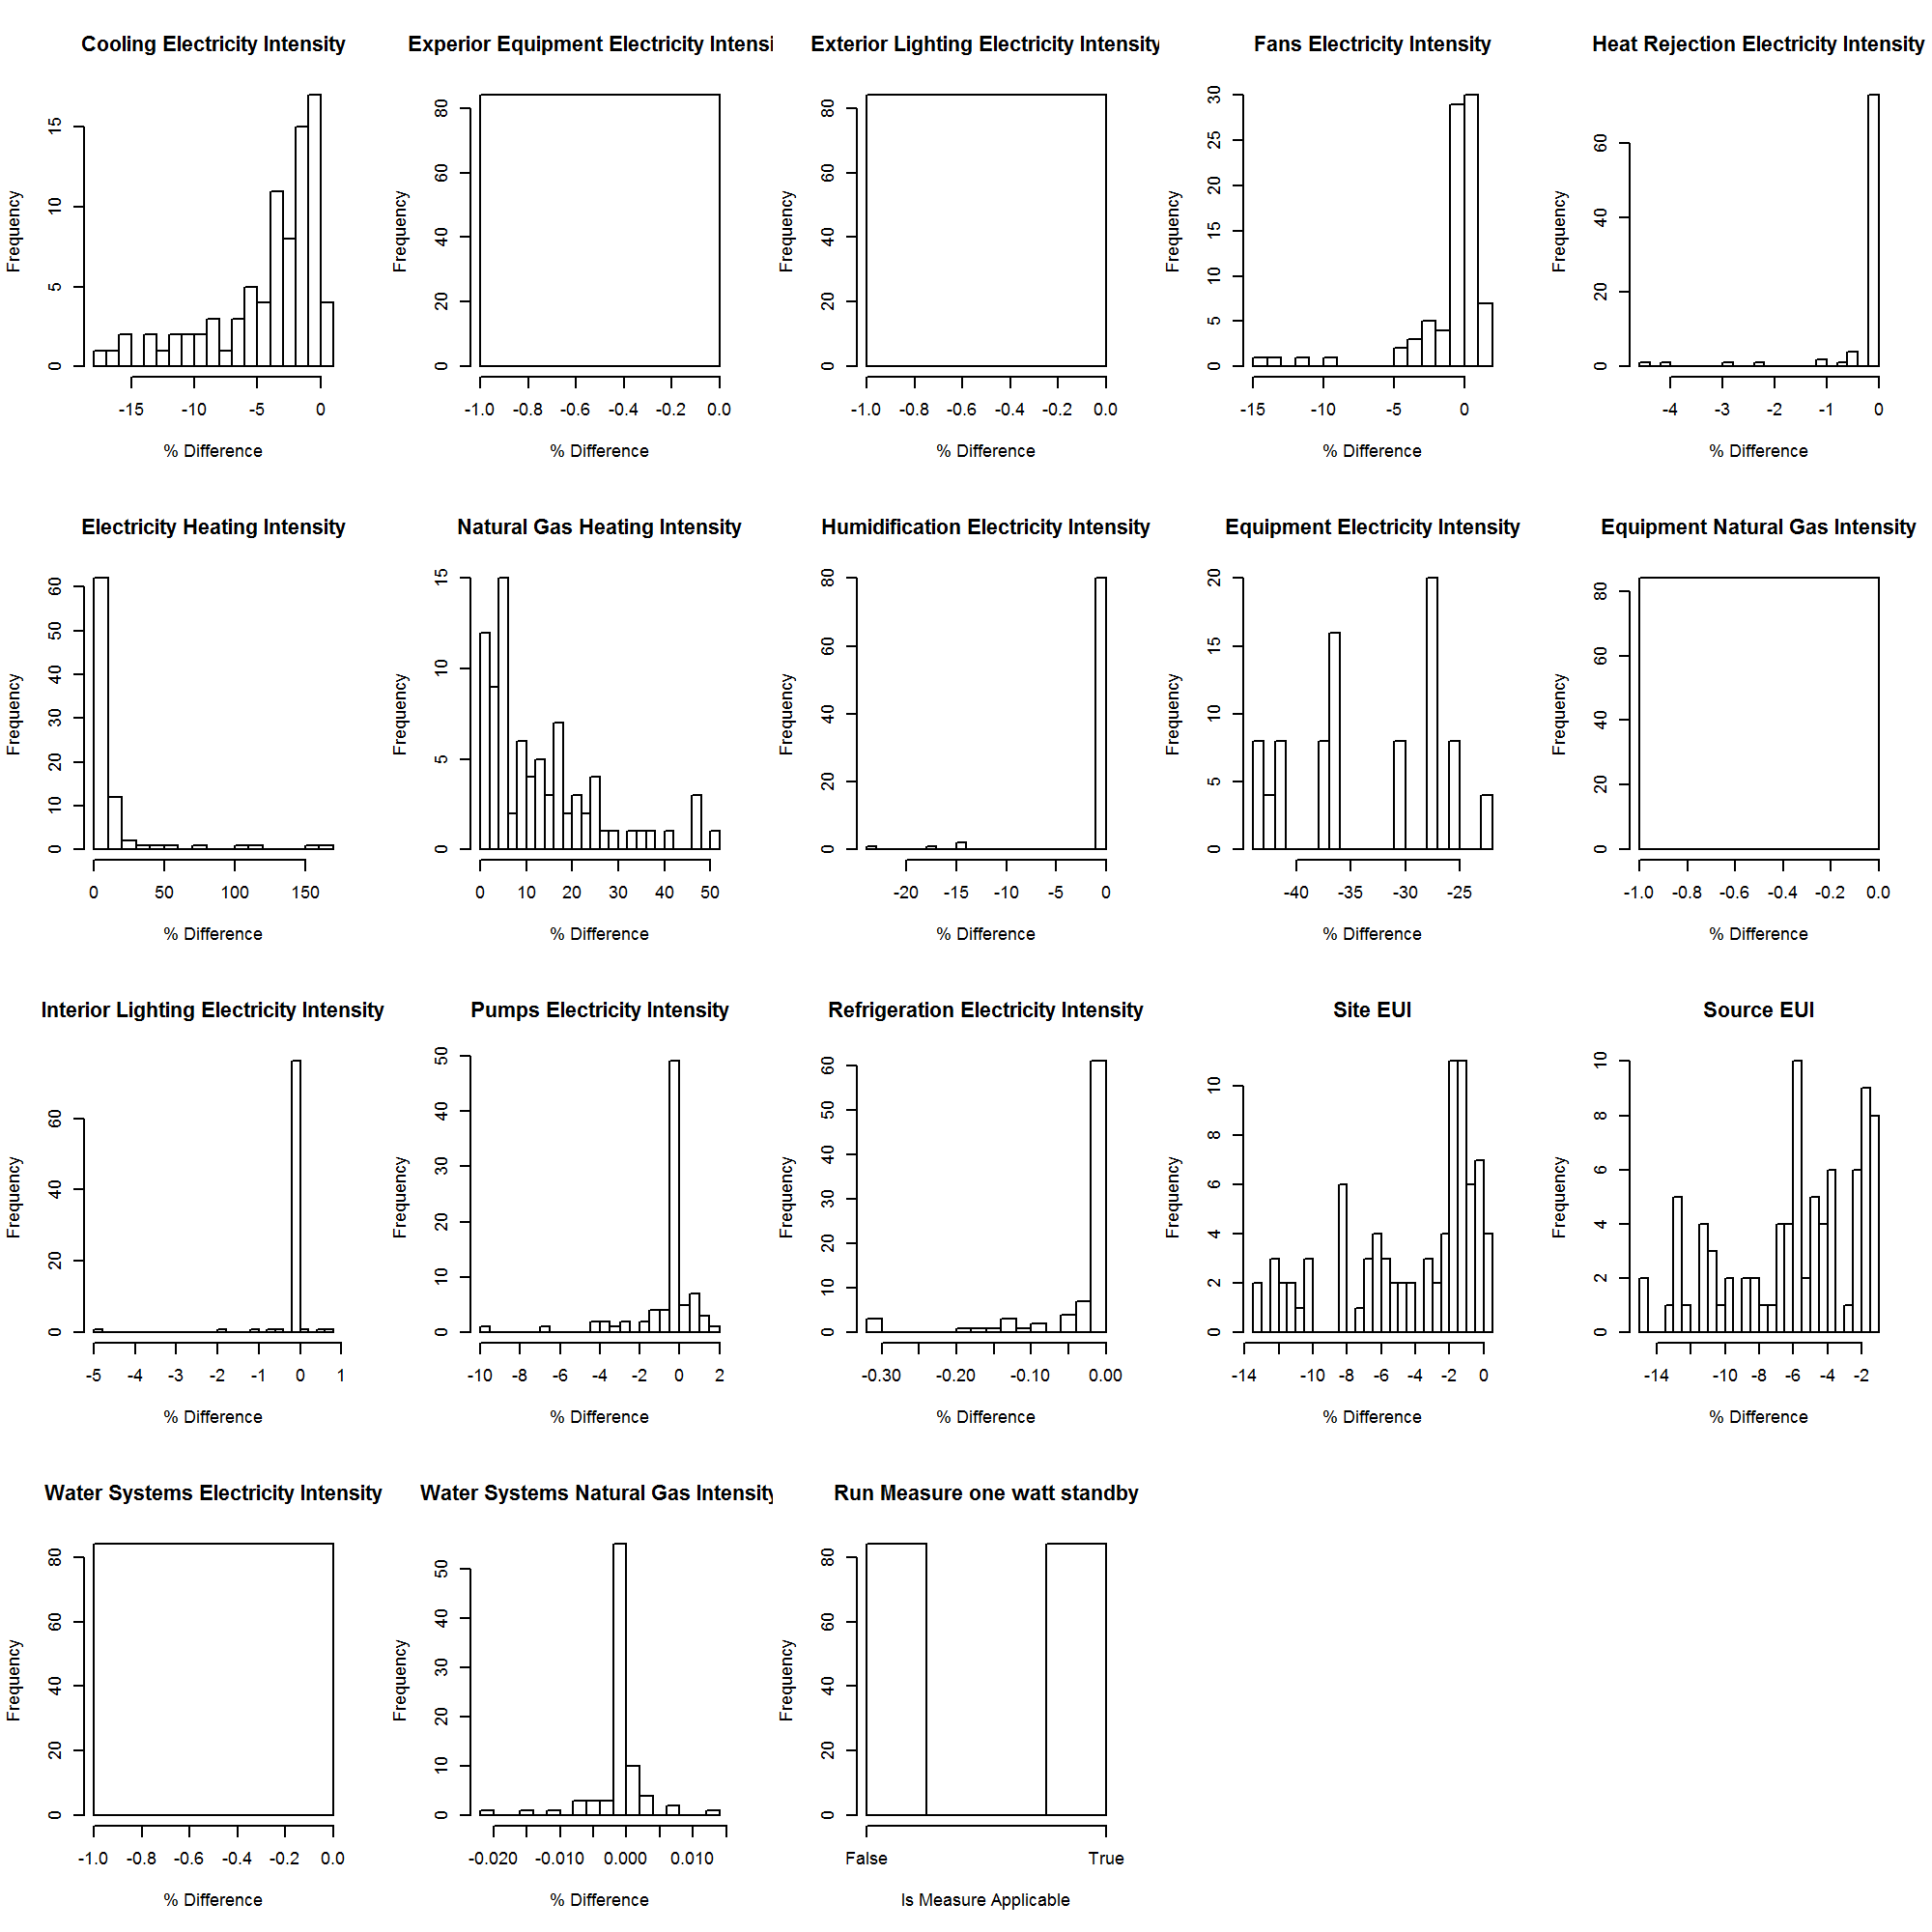 Cooling Electricity Intensity
Experior Equipment Electricity Intensi
Exterior Lighting Electricity Intensity
Fans Electricity Intensity
Heat Rejection Electricity Intensity
Frequency
0 5 10 15
-15 -10 -5 0
% Difference
Frequency
0 20 40 60 80
-1.0 -0.8 -0.6 -0.4 -0.2 0.0
% Difference
Frequency
0 20 40 60 80
-1.0 -0.8 -0.6 -0.4 -0.2 0.0
% Difference
Frequency
0 5 10 15 20 25 30
-15 -10 -5 0
% Difference
Frequency
0 20 40 60
-4 -3 -2 -1 0
% Difference
Electricity Heating Intensity
Natural Gas Heating Intensity
Humidification Electricity Intensity
Equipment Electricity Intensity
Equipment Natural Gas Intensity
Frequency
0 10 20 30 40 50 60
0 50 100 150
% Difference
Frequency
0 5 10 15
0 10 20 30 40 50
% Difference
Frequency
0 20 40 60 80
-20 -15 -10 -5 0
% Difference
Frequency
0 5 10 15 20
-40 -35 -30 -25
% Difference
Frequency
0 20 40 60 80
-1.0 -0.8 -0.6 -0.4 -0.2 0.0
% Difference
Interior Lighting Electricity Intensity
Pumps Electricity Intensity
Refrigeration Electricity Intensity
Site EUI
Source EUI
Frequency
0 20 40 60
-5 -4 -3 -2 -1 0 1
% Difference
Frequency
0 10 20 30 40 50
-10 -8 -6 -4 -2 0 2
% Difference
Frequency
0 10 20 30 40 50 60
-0.30 -0.20 -0.10 0.00
% Difference
Frequency
0 2 4 6 8 10
-14 -10 -8 -6 -4 -2 0
% Difference
Frequency
0 2 4 6 8 10
-14 -10 -8 -6 -4 -2
% Difference
Water Systems Electricity Intensity
Water Systems Natural Gas Intensity
Run Measure one watt standby
Frequency
0 20 40 60 80
-1.0 -0.8 -0.6 -0.4 -0.2 0.0
% Difference
Frequency
0 10 20 30 40 50
-0.020 -0.010 0.000 0.010
% Difference
Frequency
0 20 40 60 80
False True
Is Measure Applicable